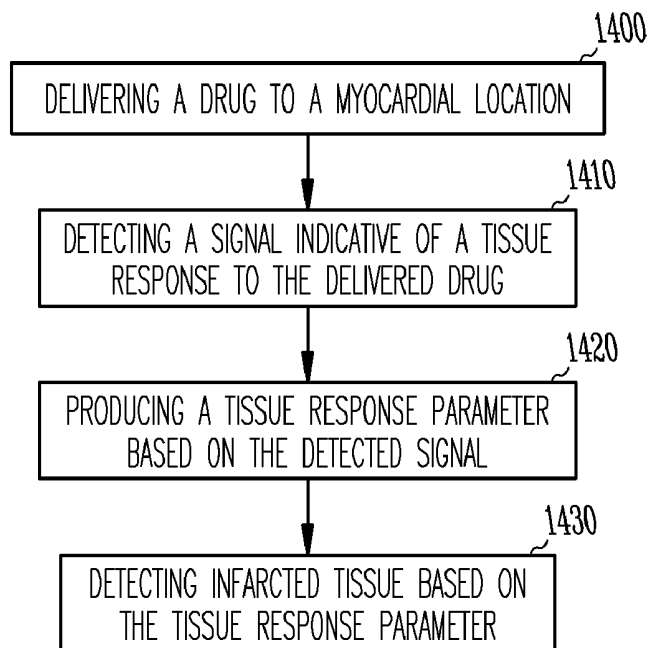 1400
DELIVERING A DRUG TO A MYOCARDIAL LOCATION
1410
DETECTING A SIGNAL INDICATIVE OF A TISSUE
RESPONSE TO THE DELIVERED DRUG
1420
PRODUCING A TISSUE RESPONSE PARAMETER
BASED ON THE DETECTED SIGNAL
1430
DETECTING INFARCTED TISSUE BASED ON
THE TISSUE RESPONSE PARAMETER